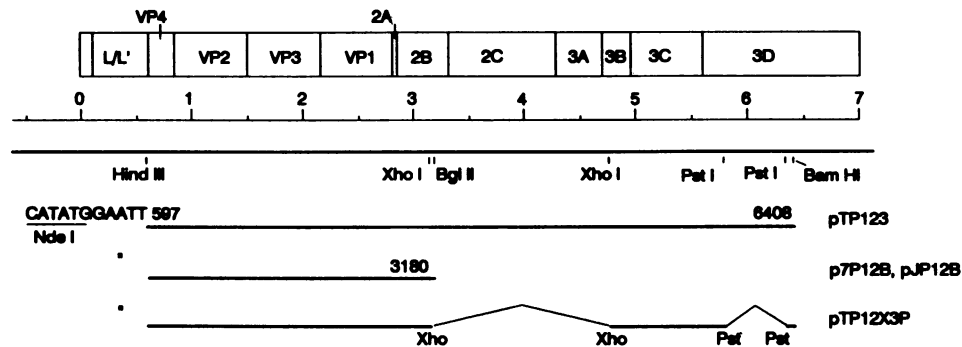 VP4 2A
L/L' VP2 VP3 VP1 2B 2C 3A 3B 3C 3D
0 1 2 3 4 5 6 7
Hind III Xho I Bgl II Xho I Pst I Pst I Bam HI
CATATGGAATT 597 6408 pTP123
Nde I
3180 p7P12B, pJP12B
pTP12X3P
Xho Xho Psf Pst